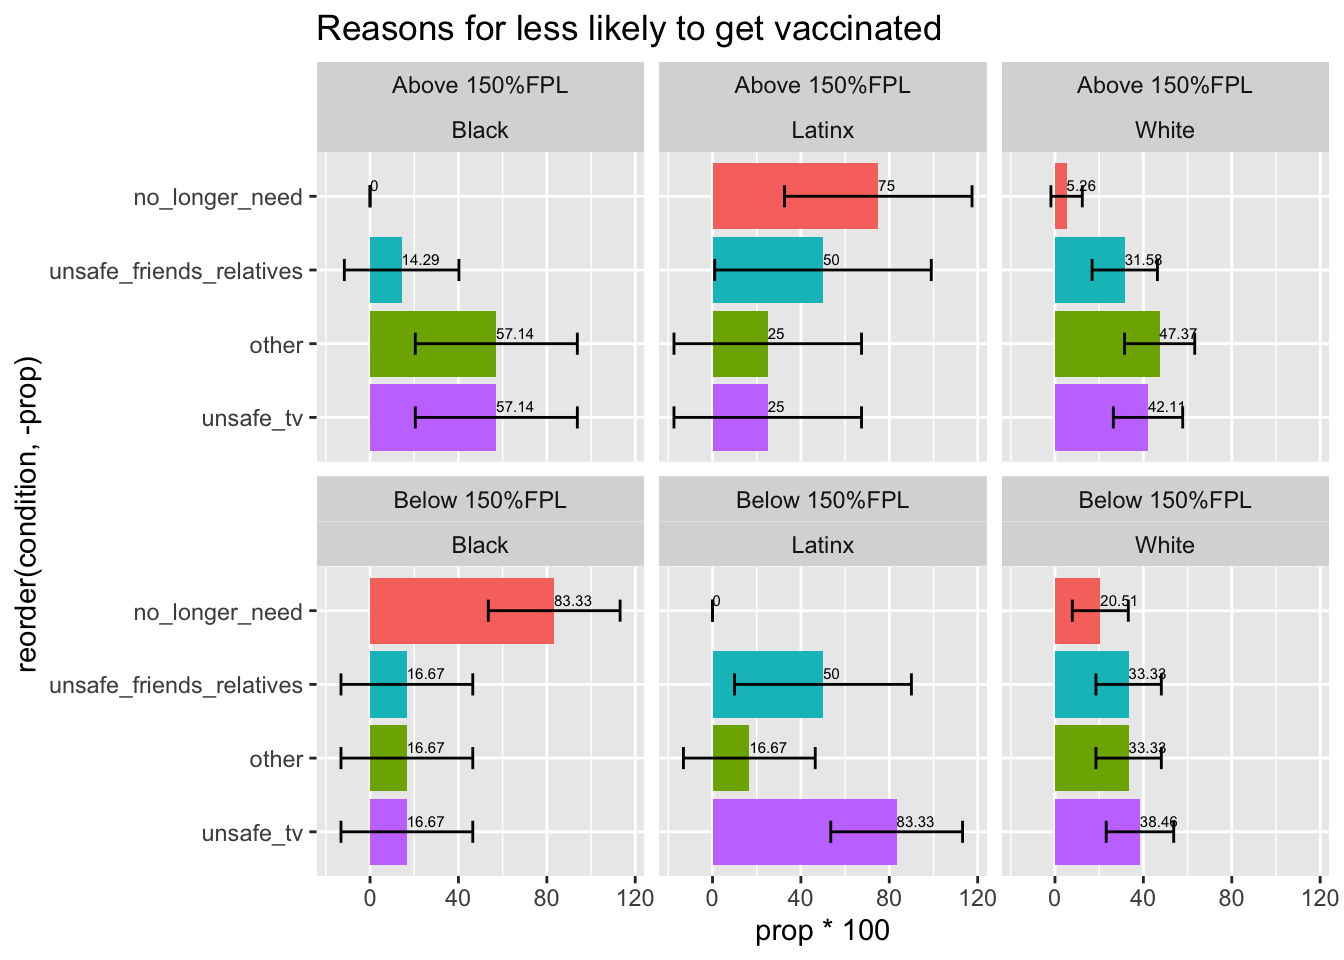 Reasons for less likely to get vaccinated
Above 150%FPL
Black
Above 150%FPL
Latinx
Above 150%FPL
White
no_longer_need
0
75
5.26
unsafe_friends_relatives
14.29
50
31.58
other
57.14
25
47.37
unsafe_tv
57.14
25
42.11
Below 150%FPL
Black
Below 150%FPL
Latinx
Below 150%FPL
White
no_longer_need
83.33
0
20.51
unsafe_friends_relatives
16.67
50
33.33
other
16.67
16.67
33.33
unsafe_tv
16.67
83.33
38.46
0 40 80 120
0 40 80 120
0 40 80 120
prop * 100
reorder(condition, -prop)